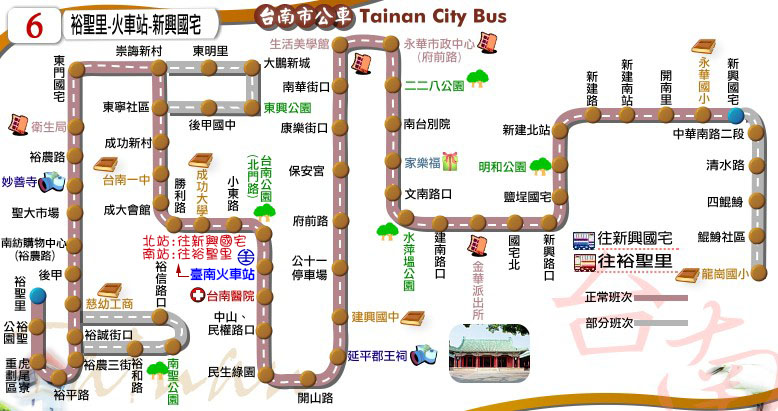 6
裕聖里-火車站-新興國宅
台南市公車 Tainan City Bus
東門國宅
崇誨新村
東明里
大鵬新城
東興公園
後甲國中
東寧社區
成功新村
台南一中
成大會館
勝利路
成功大學
小東路
台南公園
(北門路)
衛生局
裕農路
妙善寺
聖大市場
南紡購物中心
(裕農路)
後甲
裕聖里
裕聖公園
虎尾寮重劃區
裕平路
慈幼工商
裕誠街口
裕農三街
裕和路
南聖公園
裕信路口
北站:往新興國宅
南站:往裕聖里
臺南火車站
台南醫院
中山、
民權路口
民生綠園
開山路
延平郡王祠
建興國中
公十一
停車場
府前路
保安宮
康樂街口
南華街口
生活美學館
永華市政中心
(府前路)
二二八公園
南台別院
家樂福
文南路口
水萍塭公園
建南路口
金華派出所
國宅北
新興路口
鹽埕國宅
明和公園
新建北站
新建路
新建南站
開南里
永華國小
新興國宅
中華南路二段
清水路
四鯤鯓
鯤鯓社區
龍崗國小
往新興國宅
往裕聖里
正常班次
部分班次
台南
Tainan